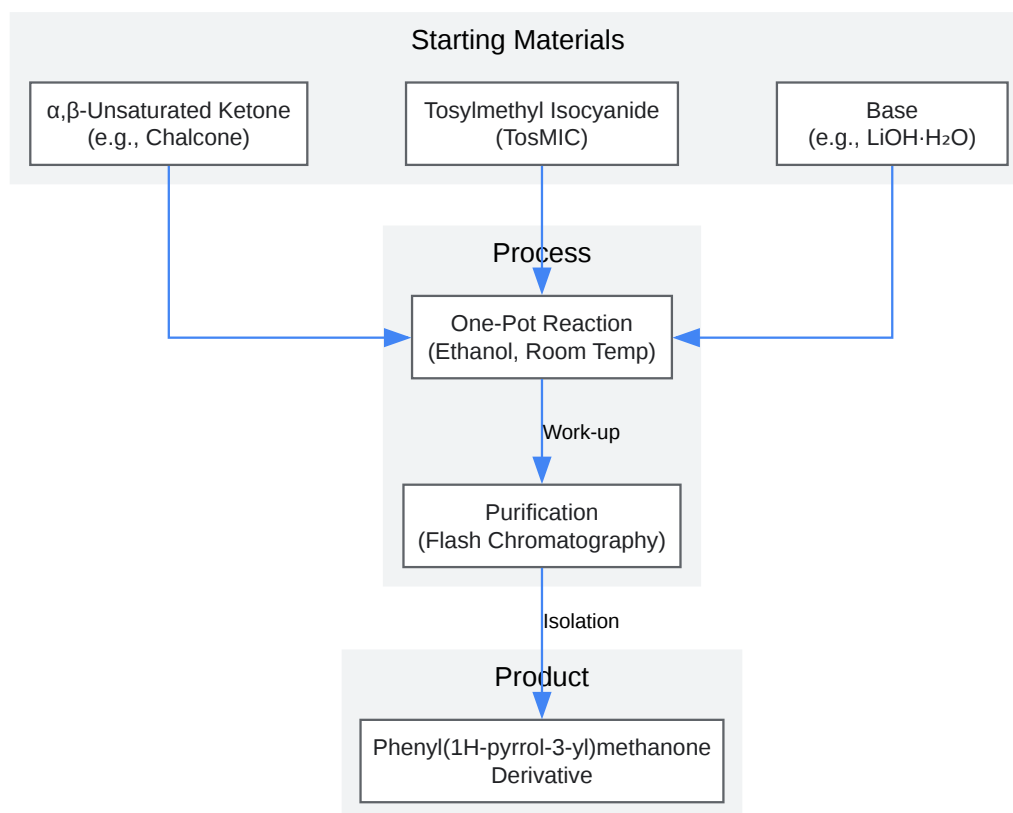 Starting Materials
α,β-Unsaturated Ketone
(e.g., Chalcone)
Tosylmethyl Isocyanide
(TosMIC)
Base
(e.g., LiOH·H₂O)
Process
One-Pot Reaction
(Ethanol, Room Temp)
Work-up
Purification
(Flash Chromatography)
Isolation
Product
Phenyl(1H-pyrrol-3-yl)methanone
Derivative